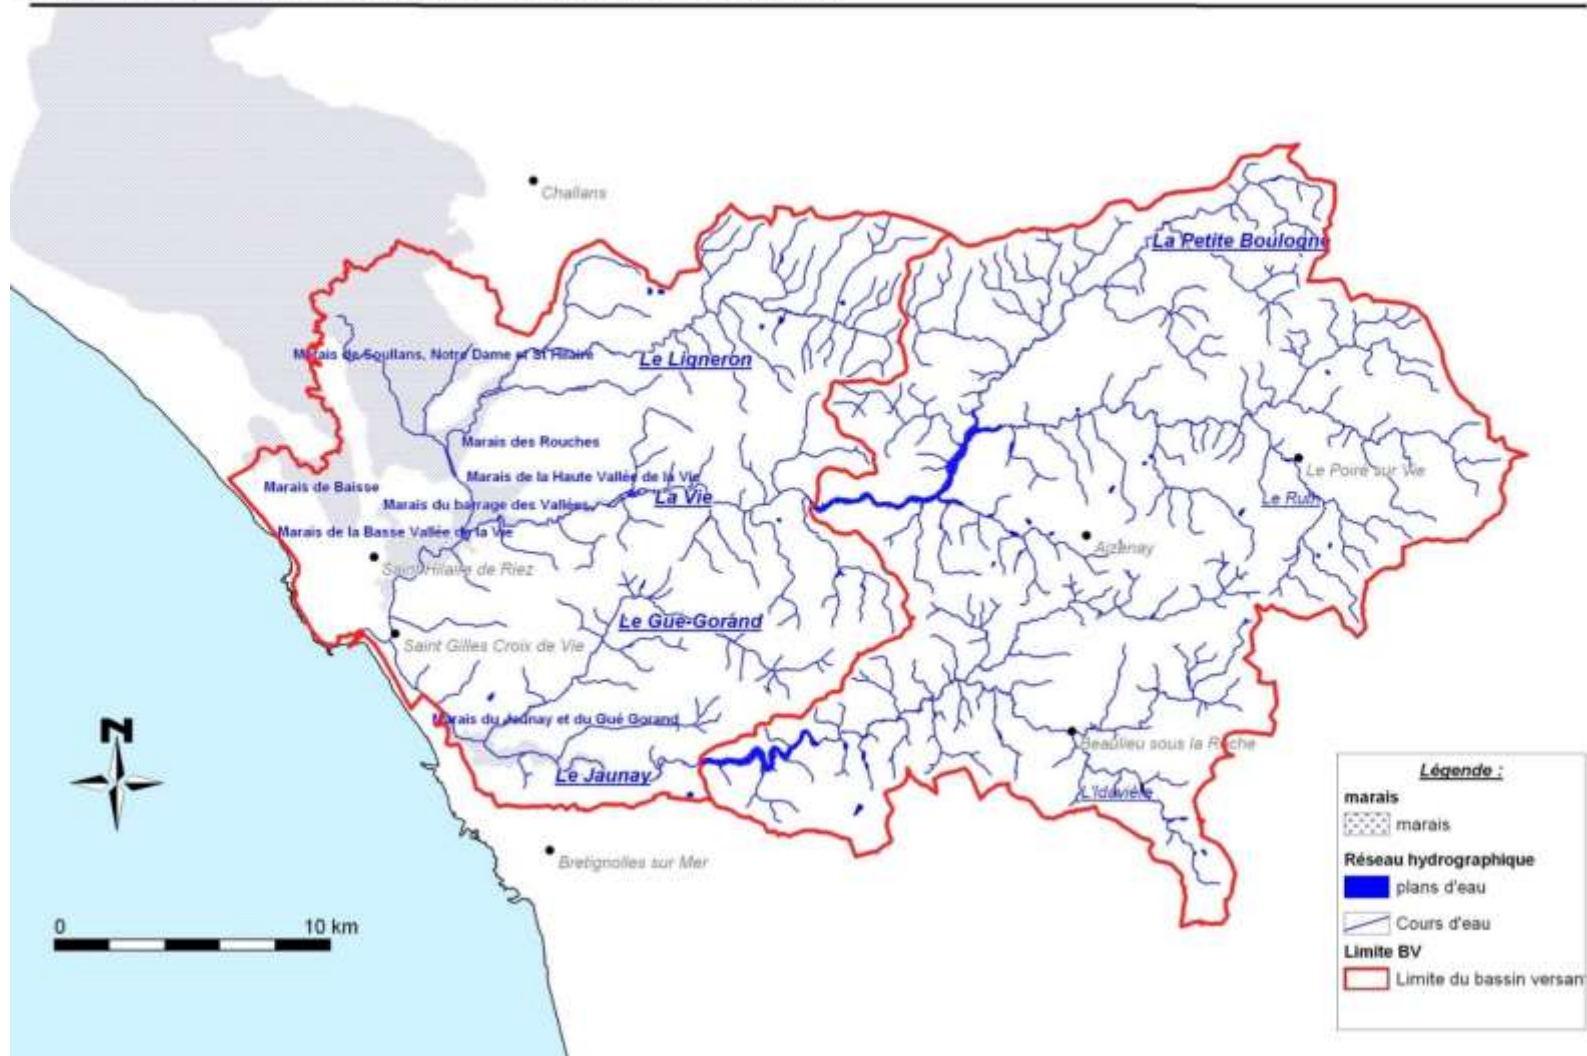 Challans
La Petite Boulogne
Marais de Soullans, Notre Dame et St Hilaire
Le Ligneron
Marais des Rouches
Le Poiré sur Vie
Marais de la Haute Vallée de la Vie
Marais de Baisse
La Vie
Le Ruth
Marais du barrage des Vallées
Marais de la Basse Vallée de la Vie
Aizenay
Saint Hilaire de Riez
Le Gué-Gorand
Saint Gilles Croix de Vie
Marais du Jaunay et du Gué Gorand
N
Beaulieu sous la Roche
Le Jaunay
L'Idavière
Bretignolles sur Mer
0 10 km
Légende :
marais
marais
Réseau hydrographique
plans d'eau
Cours d'eau
Limite BV
Limite du bassin versan